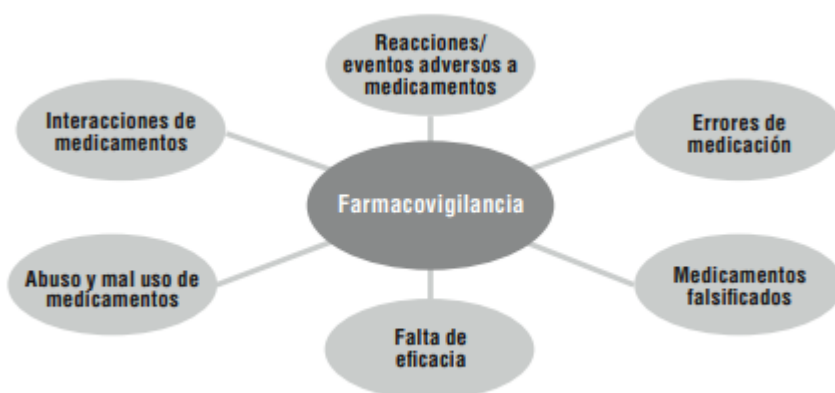 Reacciones/
eventos adversos a
medicamentos
Interacciones de
medicamentos
Errores de
medicación
Farmacovigilancia
Abuso y mal uso de
medicamentos
Medicamentos
falsificados
Falta de
eficacia